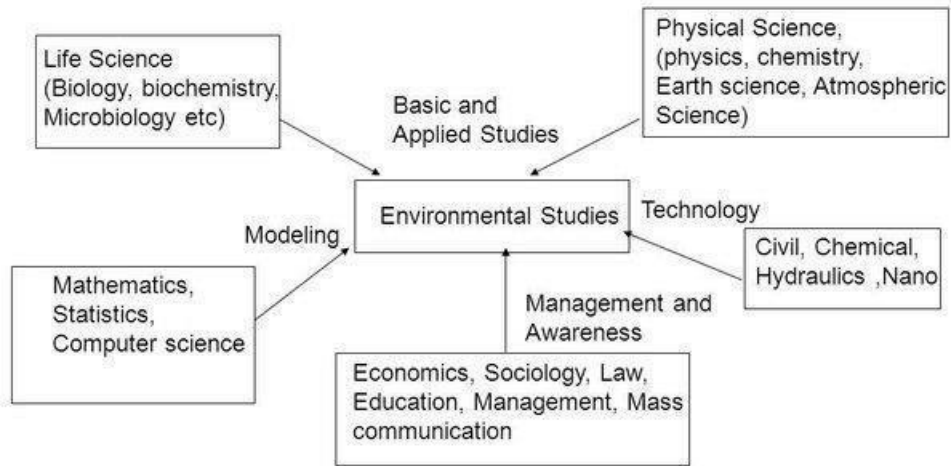 Life Science
(Biology, biochemistry,
Microbiology etc)
Basic and
Applied Studies
Physical Science,
(physics, chemistry,
Earth science, Atmospheric
Science)
Environmental Studies
Modeling
Technology
Mathematics,
Statistics,
Computer science
Civil, Chemical,
Hydraulics ,Nano
Management and
Awareness
Economics, Sociology, Law,
Education, Management, Mass
communication